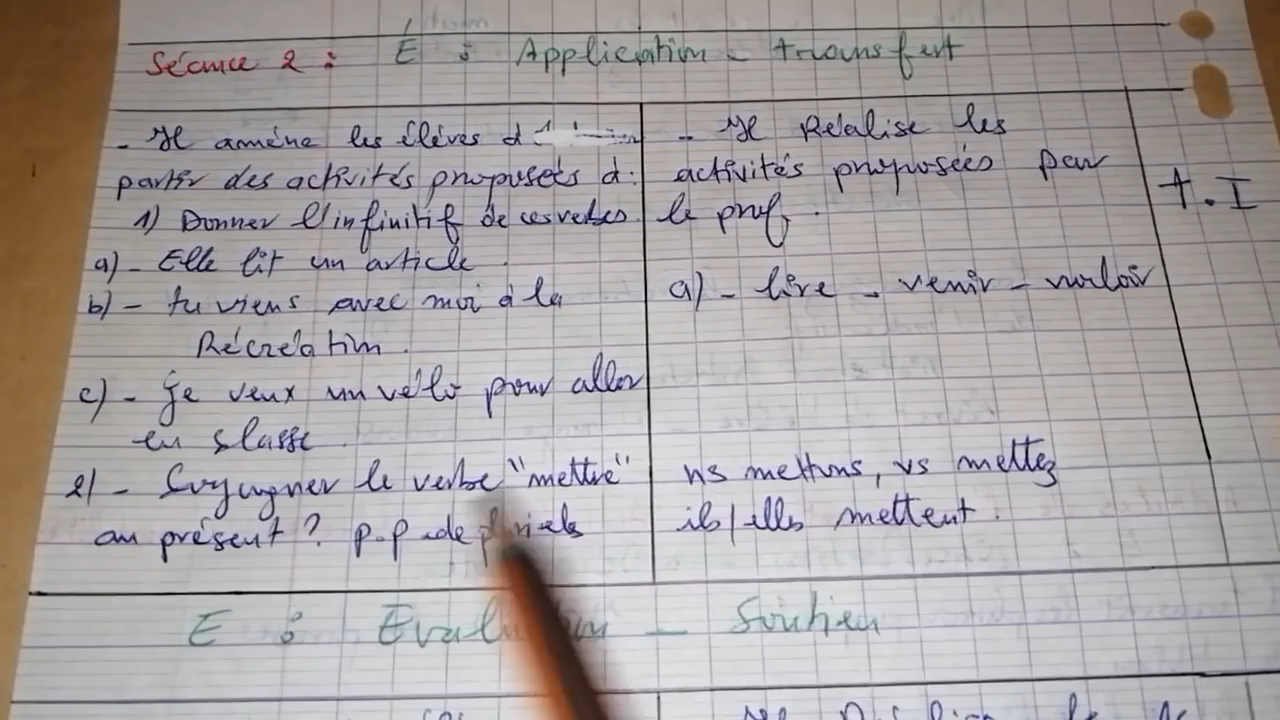 Séance 2 : É : Application - transfert
- Il amène les élèves d
partir des activités proposées d:
1) Donner l'infinitif de ces verbes
a) - Elle lit un article.
b) - tu viens avec moi à la
Récréation.
c) - je veux un vélo pour aller
en slasse.
2) - Conjuguer le verbe "mettre"
au présent ? p.p de pluriels
- Il Réalise les
activités proposées par
le prof.
a) - lire - venir - vouloir
ns mettons, vs mettez
ils/elles mettent.
t.I
E : Evaluation - Soutien